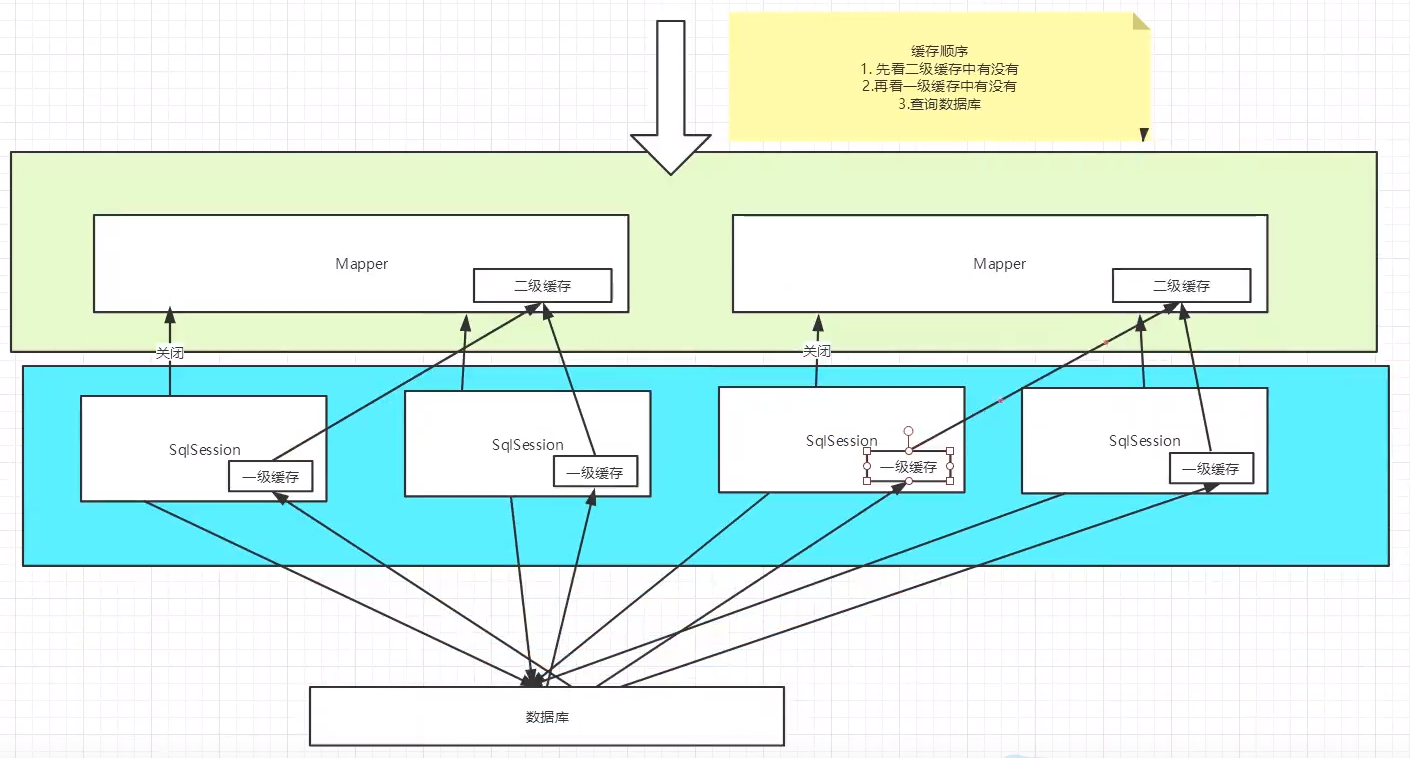 缓存顺序
1. 先看二级缓存中有没有
2.再看一级缓存中有没有
3.查询数据库
Mapper
二级缓存
Mapper
二级缓存
关闭
关闭
SqlSession
一级缓存
SqlSession
一级缓存
SqlSession
一级缓存
SqlSession
一级缓存
数据库